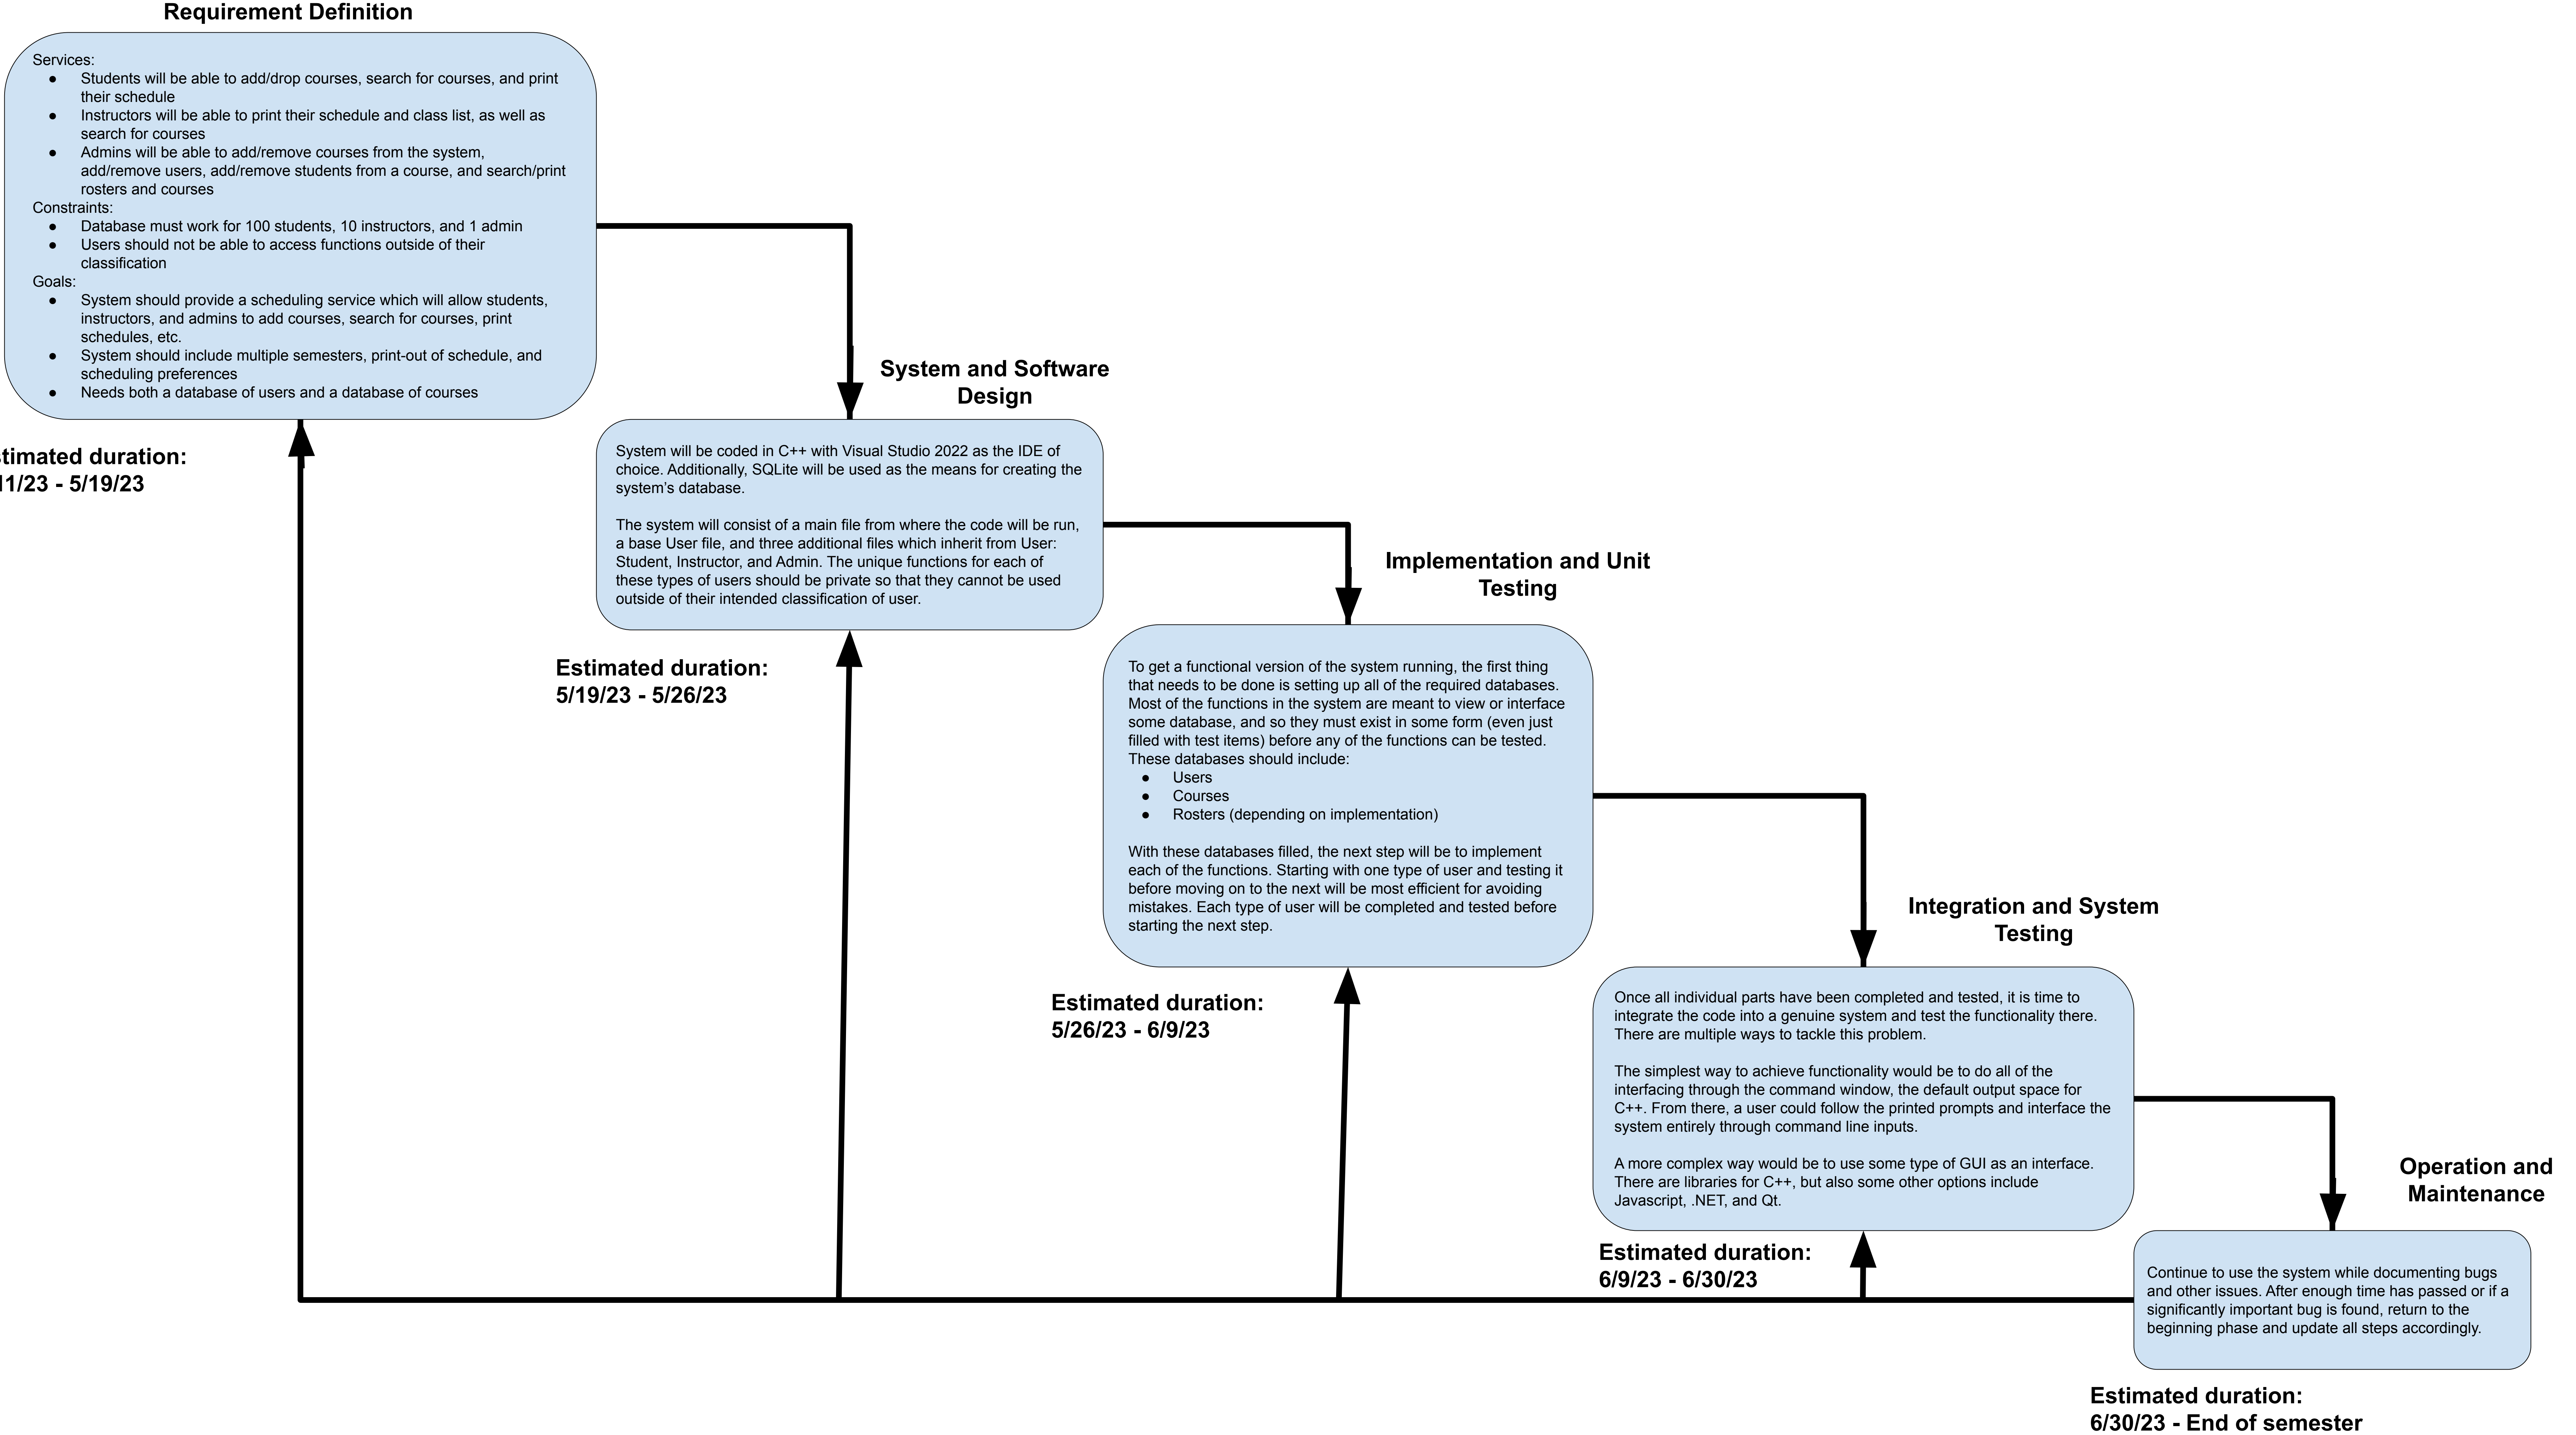 Requirement Definition
Services:
● Students will be able to add/drop courses, search for courses, and print
their schedule
● Instructors will be able to print their schedule and class list, as well as
search for courses
● Admins will be able to add/remove courses from the system,
add/remove users, add/remove students from a course, and search/print
rosters and courses
Constraints:
● Database must work for 100 students, 10 instructors, and 1 admin
● Users should not be able to access functions outside of their
classification
Goals:
● System should provide a scheduling service which will allow students,
instructors, and admins to add courses, search for courses, print
schedules, etc.
● System should include multiple semesters, print-out of schedule, and
scheduling preferences
● Needs both a database of users and a database of courses
duration:
- 5/19/23
System and Software
Design
System will be coded in C++ with Visual Studio 2022 as the IDE of
choice. Additionally, SQLite will be used as the means for creating the
system's database.
The system will consist of a main file from where the code will be run,
a base User file, and three additional files which inherit from User:
Student, Instructor, and Admin. The unique functions for each of
these types of users should be private so that they cannot be used
outside of their intended classification of user.
Estimated duration:
5/19/23 - 5/26/23
Implementation and Unit
Testing
To get a functional version of the system running, the first thing
that needs to be done is setting up all of the required databases.
Most of the functions in the system are meant to view or interface
some database, and so they must exist in some form (even just
filled with test items) before any of the functions can be tested.
These databases should include:
● Users
● Courses
● Rosters (depending on implementation)
With these databases filled, the next step will be to implement
each of the functions. Starting with one type of user and testing it
before moving on to the next will be most efficient for avoiding
mistakes. Each type of user will be completed and tested before
starting the next step.
Estimated duration:
5/26/23 - 6/9/23
Integration and System
Testing
Once all individual parts have been completed and tested, it is time to
integrate the code into a genuine system and test the functionality there.
There are multiple ways to tackle this problem.
The simplest way to achieve functionality would be to do all of the
interfacing through the command window, the default output space for
C++. From there, a user could follow the printed prompts and interface the
system entirely through command line inputs.
A more complex way would be to use some type of GUI as an interface.
There are libraries for C++, but also some other options include
Javascript, .NET, and Qt.
Estimated duration:
6/9/23 - 6/30/23
Operation and
Maintenance
Continue to use the system while documenting bugs
and other issues. After enough time has passed or if a
significantly important bug is found, return to the
beginning phase and update all steps accordingly.
Estimated duration:
6/30/23 - End of semester